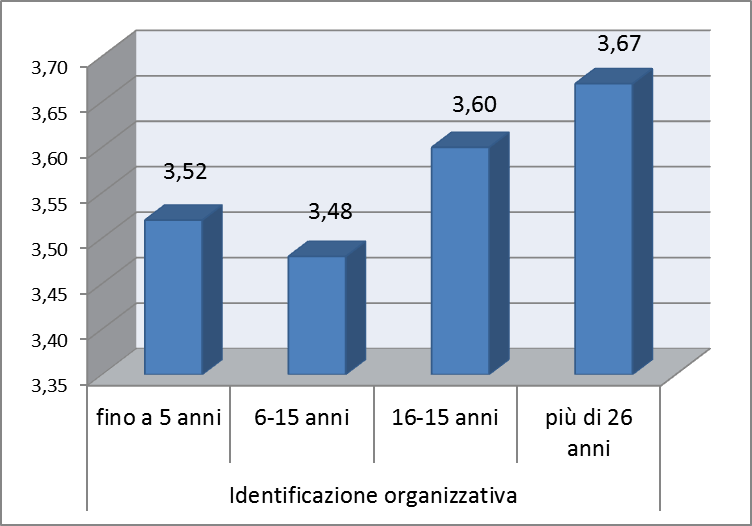 3,67
3,70
3,60
3,65
3,60
3,52
3,55
3,48
3,50
3,45
3,40
3,35
fino a 5 anni
6-15 anni
16-15 anni
più di 26
anni
Identificazione organizzativa